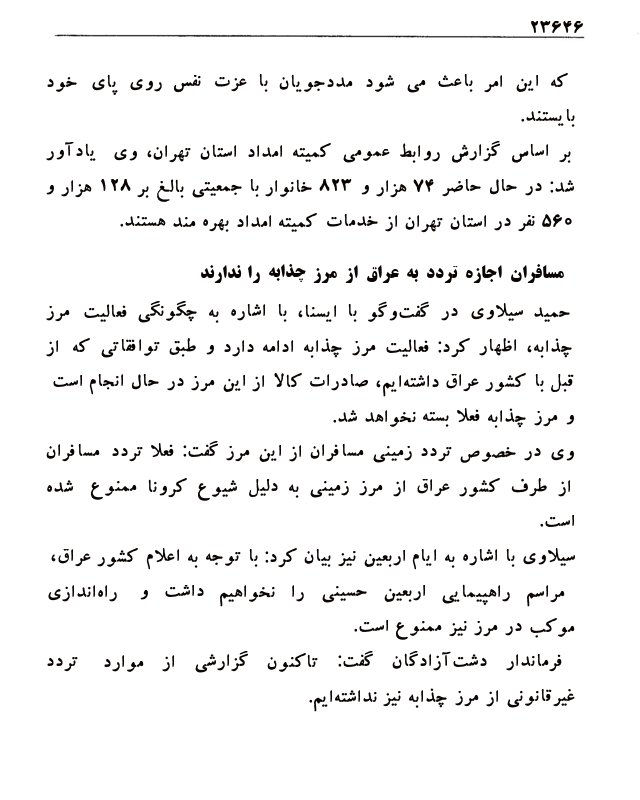 ۲۳۶۴۶
که این امر باعث می شود مددجویان با عزت نفس روی پای خود
بایستند.
بر اساس گزارش روابط عمومی کمیته امداد استان تهران، وی یادآور
شد: در حال حاضر ۷۴ هزار و ۸۲۳ خانوار با جمعیتی بالغ بر ۱۲۸ هزار و
۵۶۰ نفر در استان تهران از خدمات کمیته امداد بهره مند هستند.
مسافران اجازه تردد به عراق از مرز چذابه را ندارند
حمید سیلاوی در گفت‌وگو با ایسنا، با اشاره به چگونگی فعالیت مرز
چذابه، اظهار کرد: فعالیت مرز چذابه ادامه دارد و طبق توافقاتی که از
قبل با کشور عراق داشته‌ایم، صادرات کالا از این مرز در حال انجام است
و مرز چذابه فعلا بسته نخواهد شد.
وی در خصوص تردد زمینی مسافران از این مرز گفت: فعلا تردد مسافران
از طرف کشور عراق از مرز زمینی به دلیل شیوع کرونا ممنوع شده
است.
سیلاوی با اشاره به ایام اربعین نیز بیان کرد: با توجه به اعلام کشور عراق،
مراسم راهپیمایی اربعین حسینی را نخواهیم داشت و راه‌اندازی
موکب در مرز نیز ممنوع است.
فرماندار دشت‌آزادگان گفت: تاکنون گزارشی از موارد تردد
غیرقانونی از مرز چذابه نیز نداشته‌ایم.